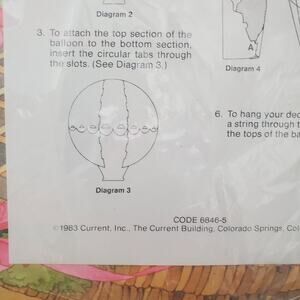 Diagram 2
3. To attach the top section of the
balloon to the bottom section,
insert the circular tabs through
the slots. (See Diagram 3.)
A
Diagram 4
Diagram 3
6. To hang your dec
a string through t
the tops of the ba
CODE 6846-5
©1983 Current, Inc., The Current Building, Colorado Springs, Col